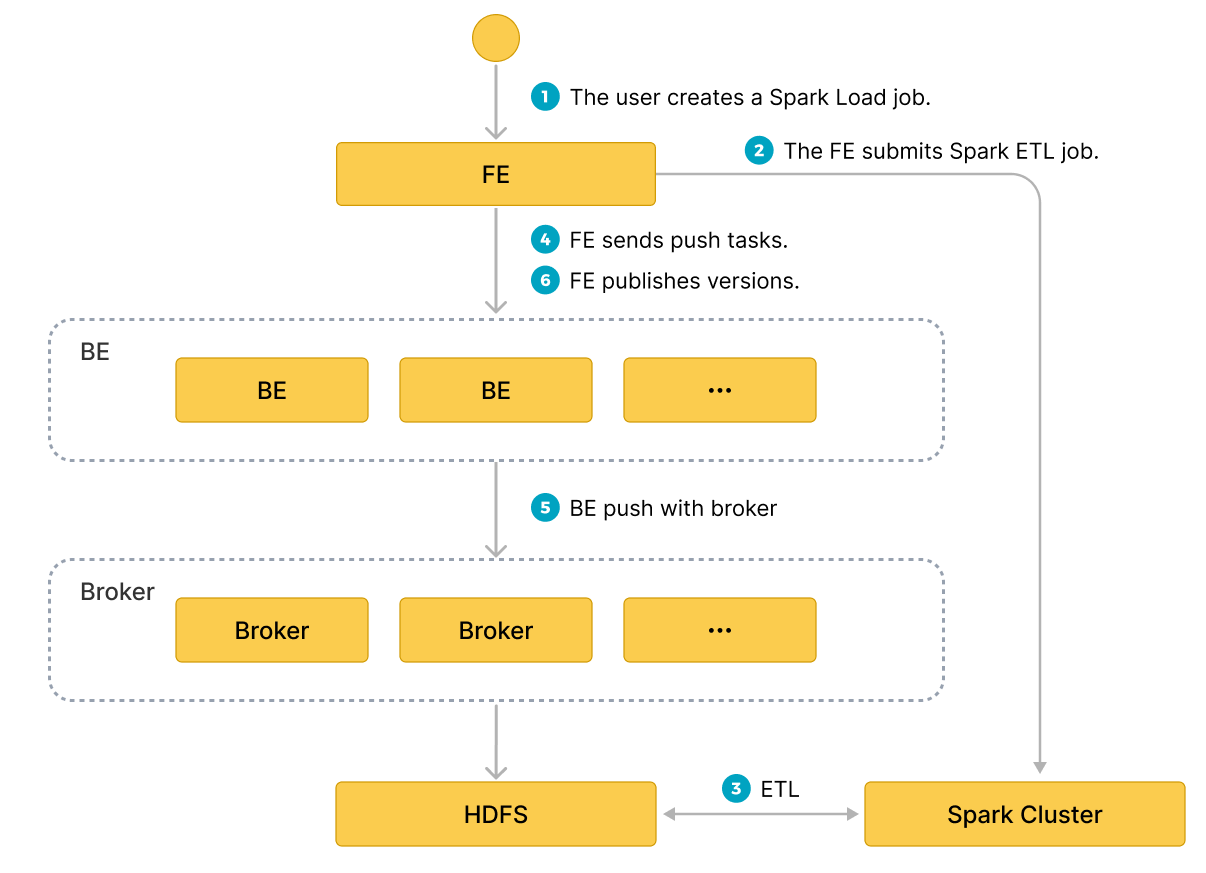 1 The user creates a Spark Load job.
2 The FE submits Spark ETL job.
FE
4 FE sends push tasks.
6 FE publishes versions.
BE
BE BE ...
5 BE push with broker
Broker
Broker Broker ...
3 ETL
HDFS Spark Cluster